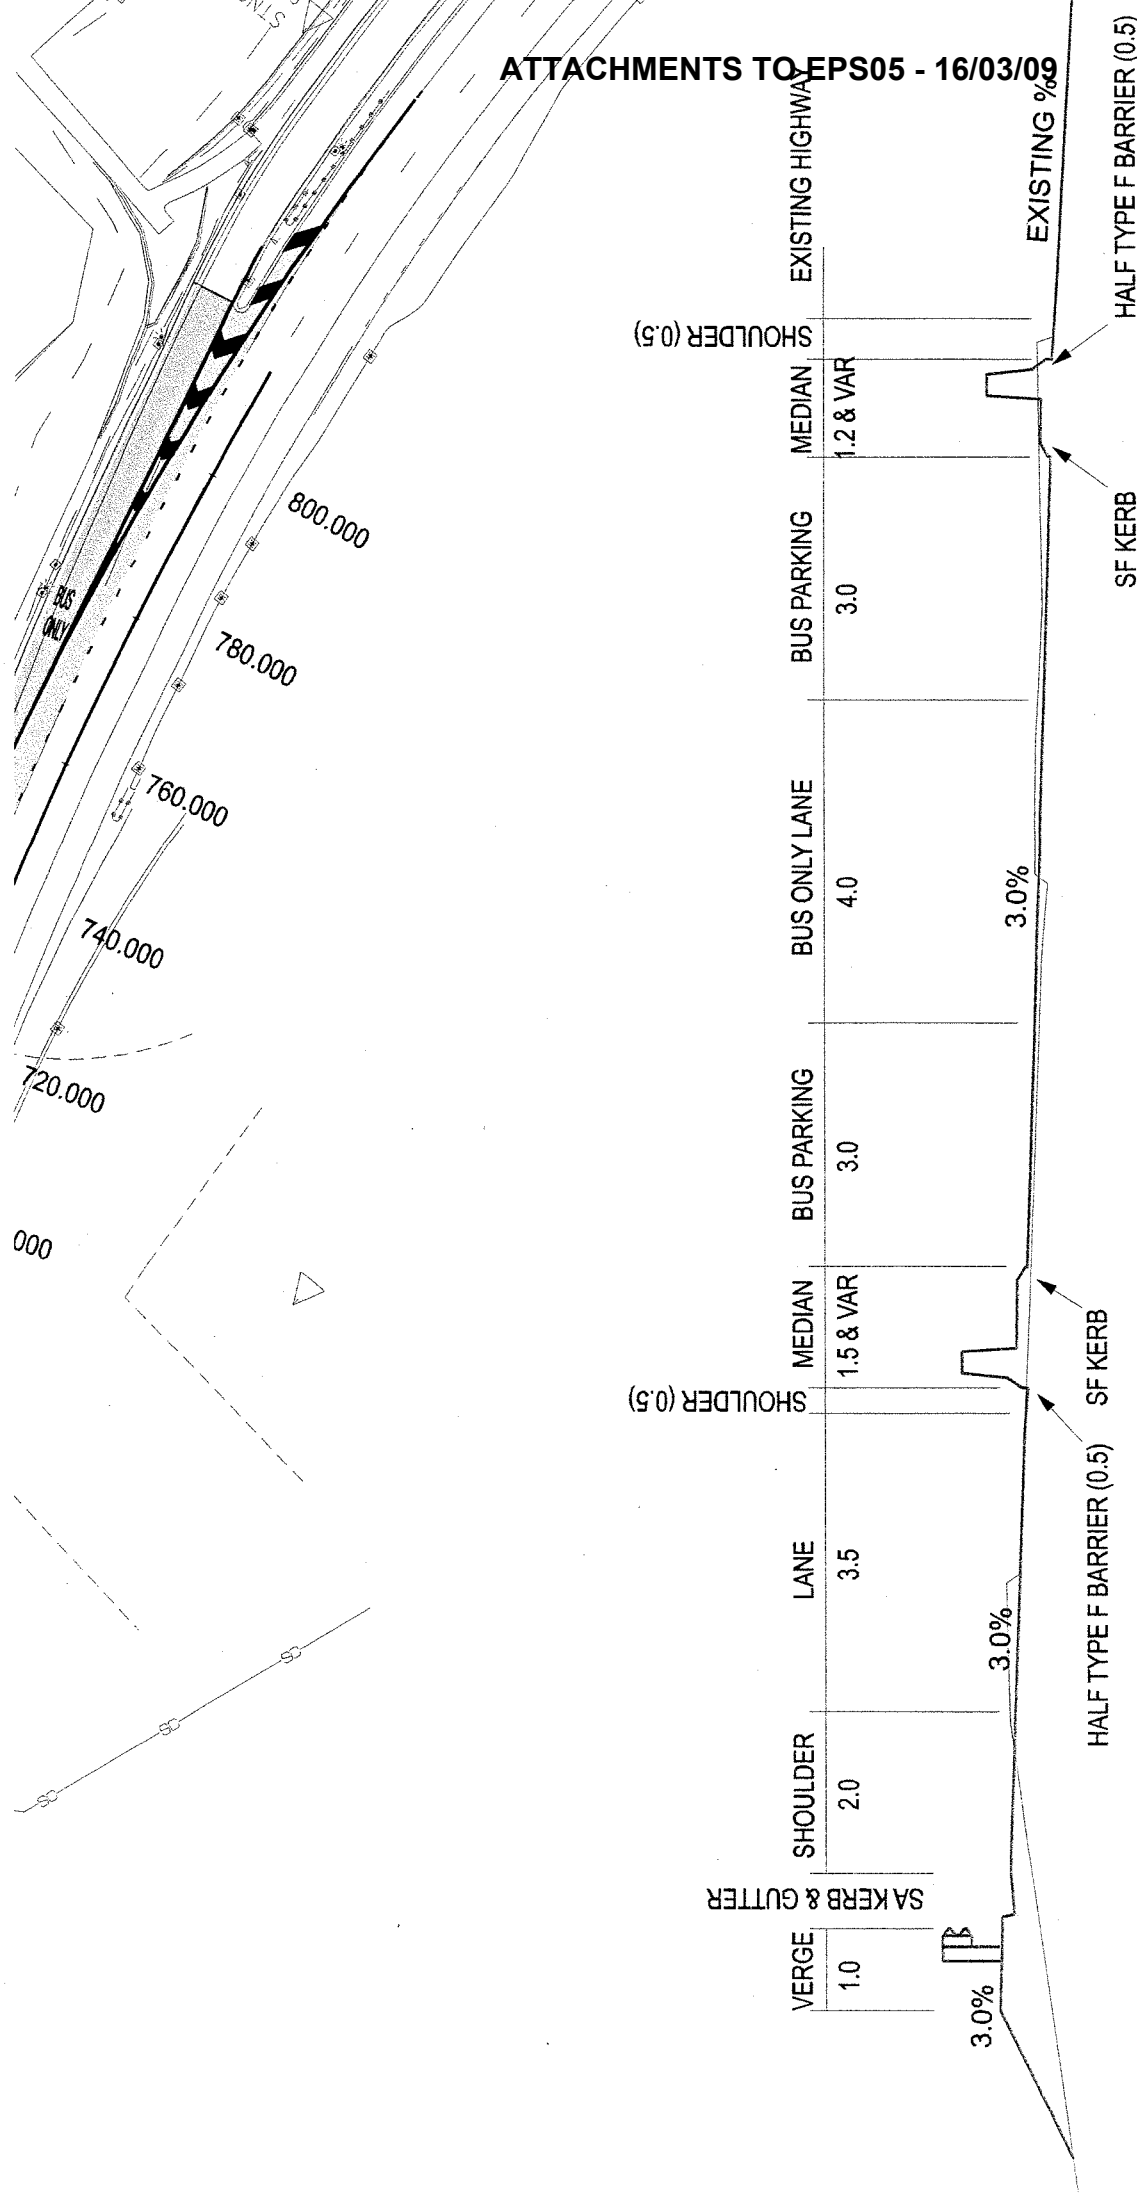 ATTACHMENTS TO EPS05 - 16/03/09
BUS
ONLY
800.000
780.000
760.000
740.000
720.000
000
SC
SC
SC
VERGE
1.0
SA KERB & GUTTER
SHOULDER
2.0
LANE
3.5
SHOULDER (0.5)
MEDIAN
1.5 & VAR
BUS PARKING
3.0
BUS ONLY LANE
4.0
BUS PARKING
3.0
MEDIAN
1.2 & VAR
SHOULDER (0.5)
EXISTING HIGHWAY
3.0%
3.0%
3.0%
EXISTING %
HALF TYPE F BARRIER (0.5)
SF KERB
SF KERB
HALF TYPE F BARRIER (0.5)